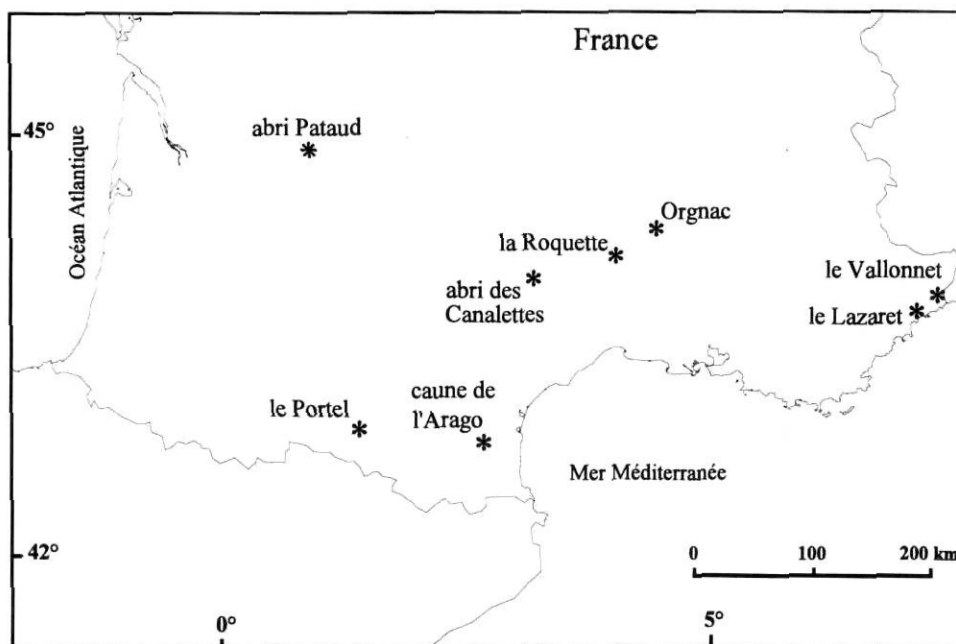 France
45°
abri Pataud
Océan Atlantique
Orgnac
la Roquette
abri des
Canalettes
le Vallonnet
le Lazaret
le Portel
caune de
l'Arago
Mer Méditerranée
42°
0 100 200 km
0° 5°